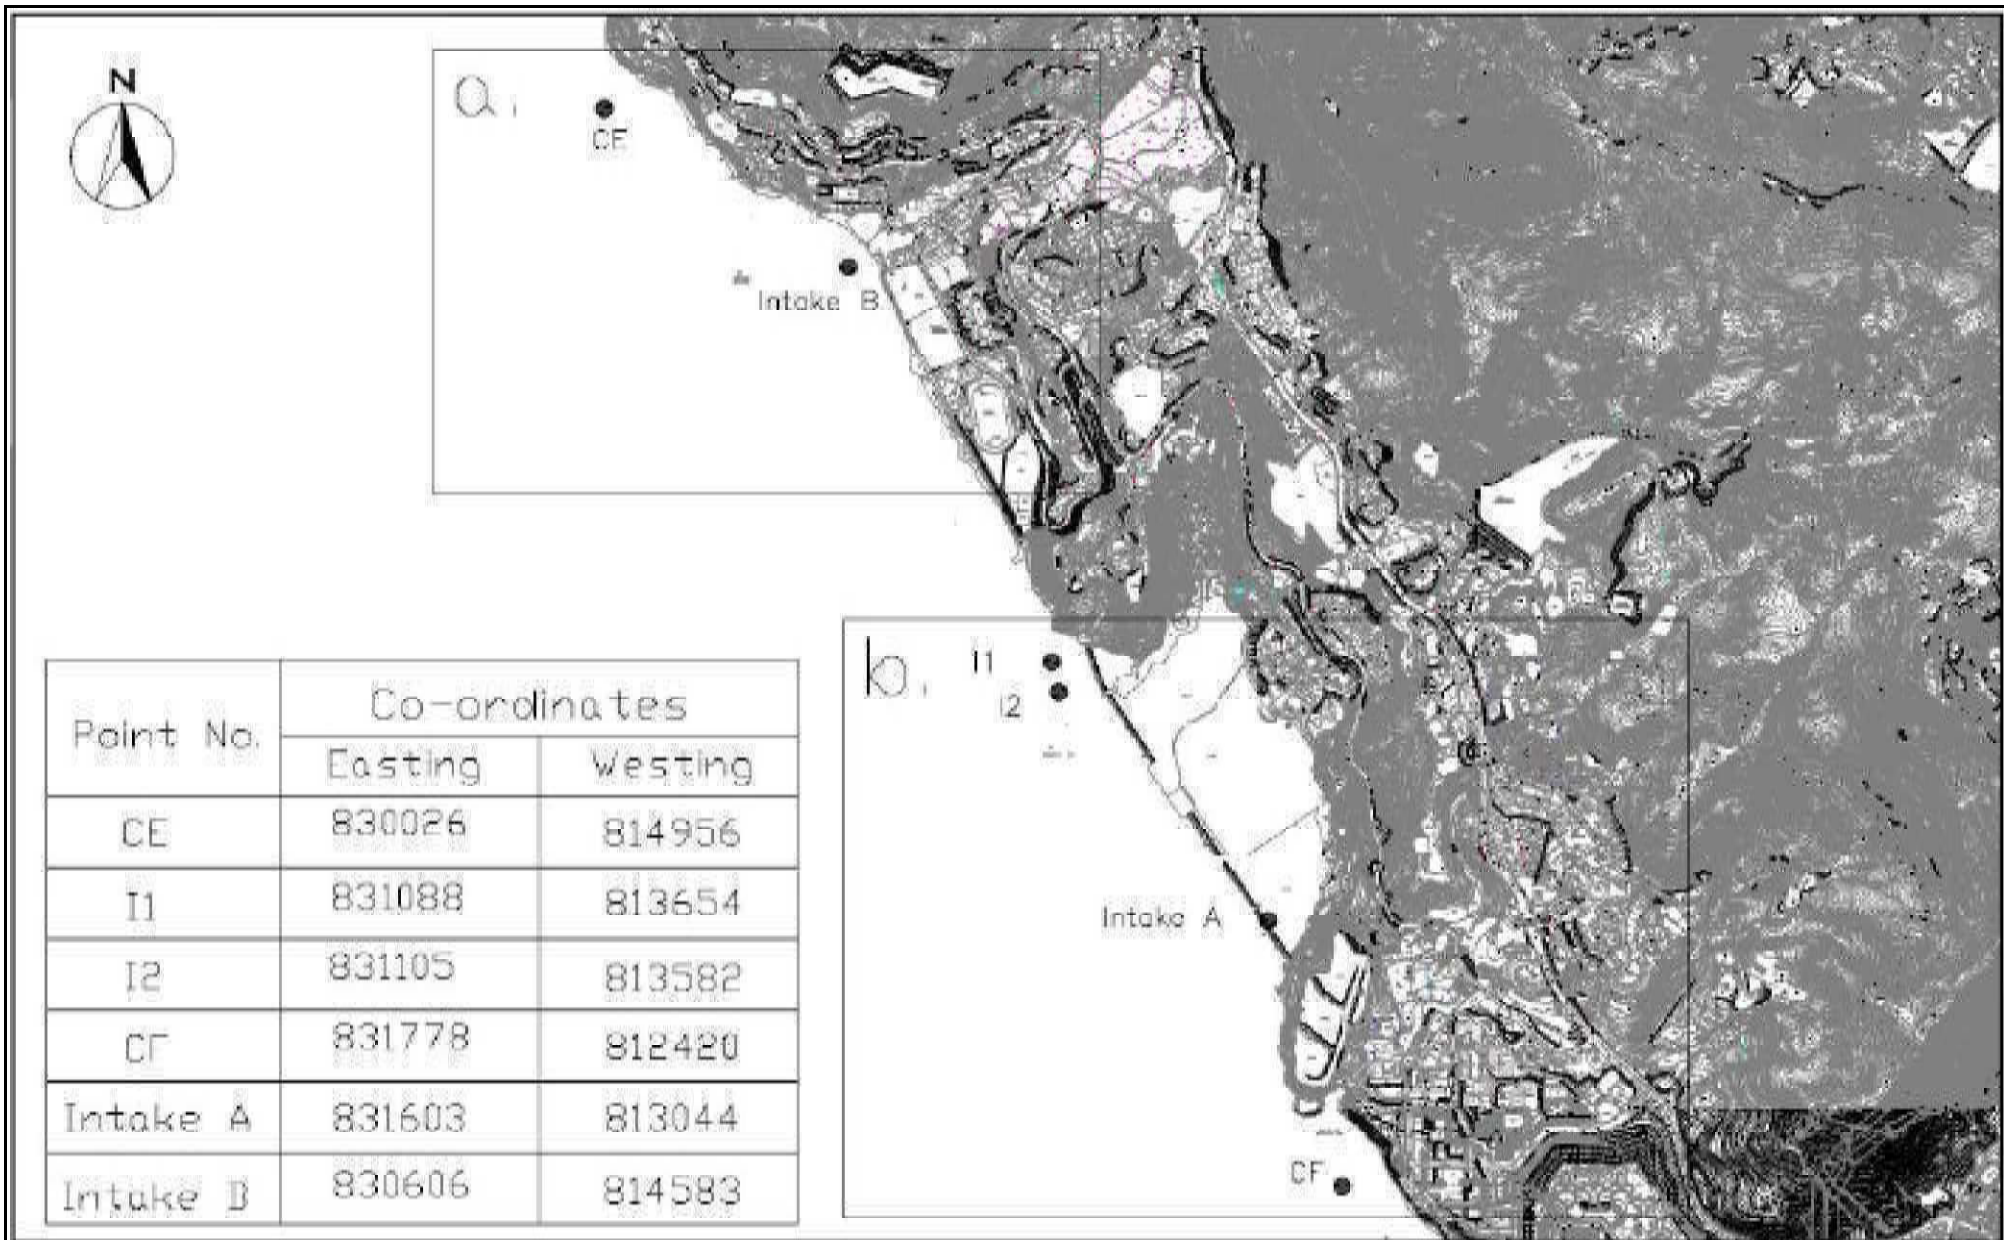 N
a.
CE
Intake B
b.
I1
I2
Intake A
CF
Point No. Co-ordinates
Easting Westing
CE 830026 814956
I1 831088 813654
I2 831105 813582
CF 831778 812420
Intake A 831603 813044
Intake B 830606 814583